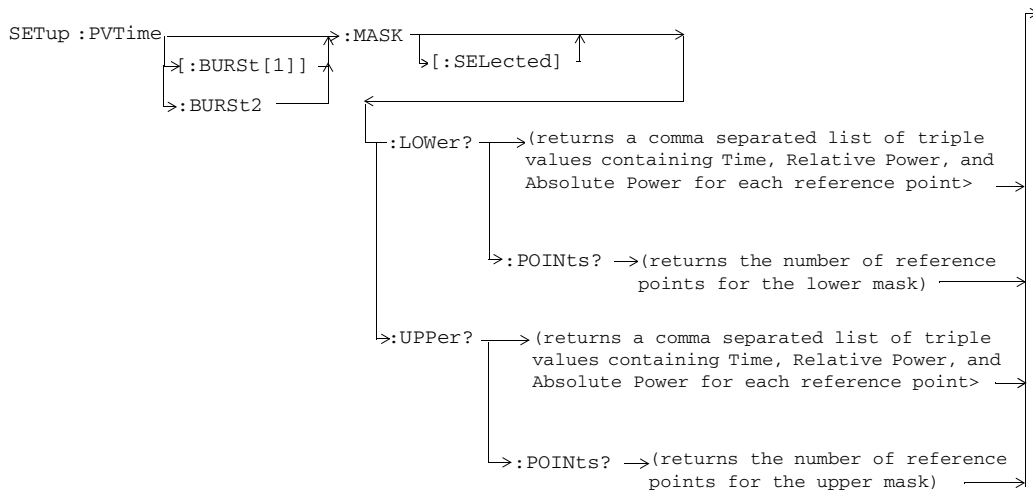 SETup :PVTime :MASK
[:BURSt[1]] [:SELected]
:BURSt2
:LOWer? (returns a comma separated list of triple
values containing Time, Relative Power, and
Absolute Power for each reference point>
:POINts? (returns the number of reference
points for the lower mask)
:UPPer? (returns a comma separated list of triple
values containing Time, Relative Power, and
Absolute Power for each reference point>
:POINts? (returns the number of reference
points for the upper mask)